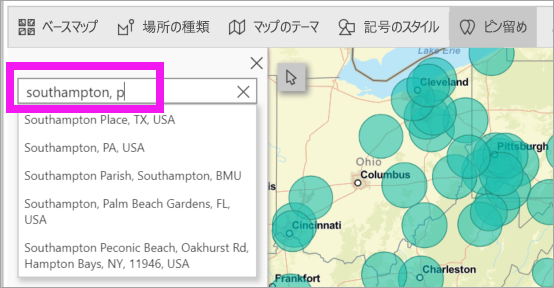 ベースマップ 場所の種類 マップのテーマ 記号のスタイル ピン留め
southampton, p
Southampton Place, TX, USA
Southampton, PA, USA
Southampton Parish, Southampton, BMU
Southampton, Palm Beach Gardens, FL,
USA
Southampton Peconic Beach, Oakhurst Rd,
Hampton Bays, NY, 11946, USA
Lake Erie
Cleveland
Pittsburgh
Ohio
Columbus
is
Cincinnati
Frankfort
Charleston